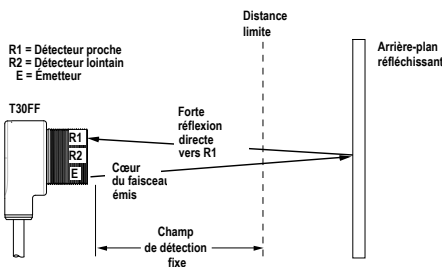 R1 = Détecteur proche
R2 = Détecteur lointain
E = Émetteur
T30FF
R1
R2
E
Forte
réflexion
directe
vers R1
Cœur
du faisceau
émis
Distance
limite
Arrière-plan
réfléchissant
Champ
de détection
fixe